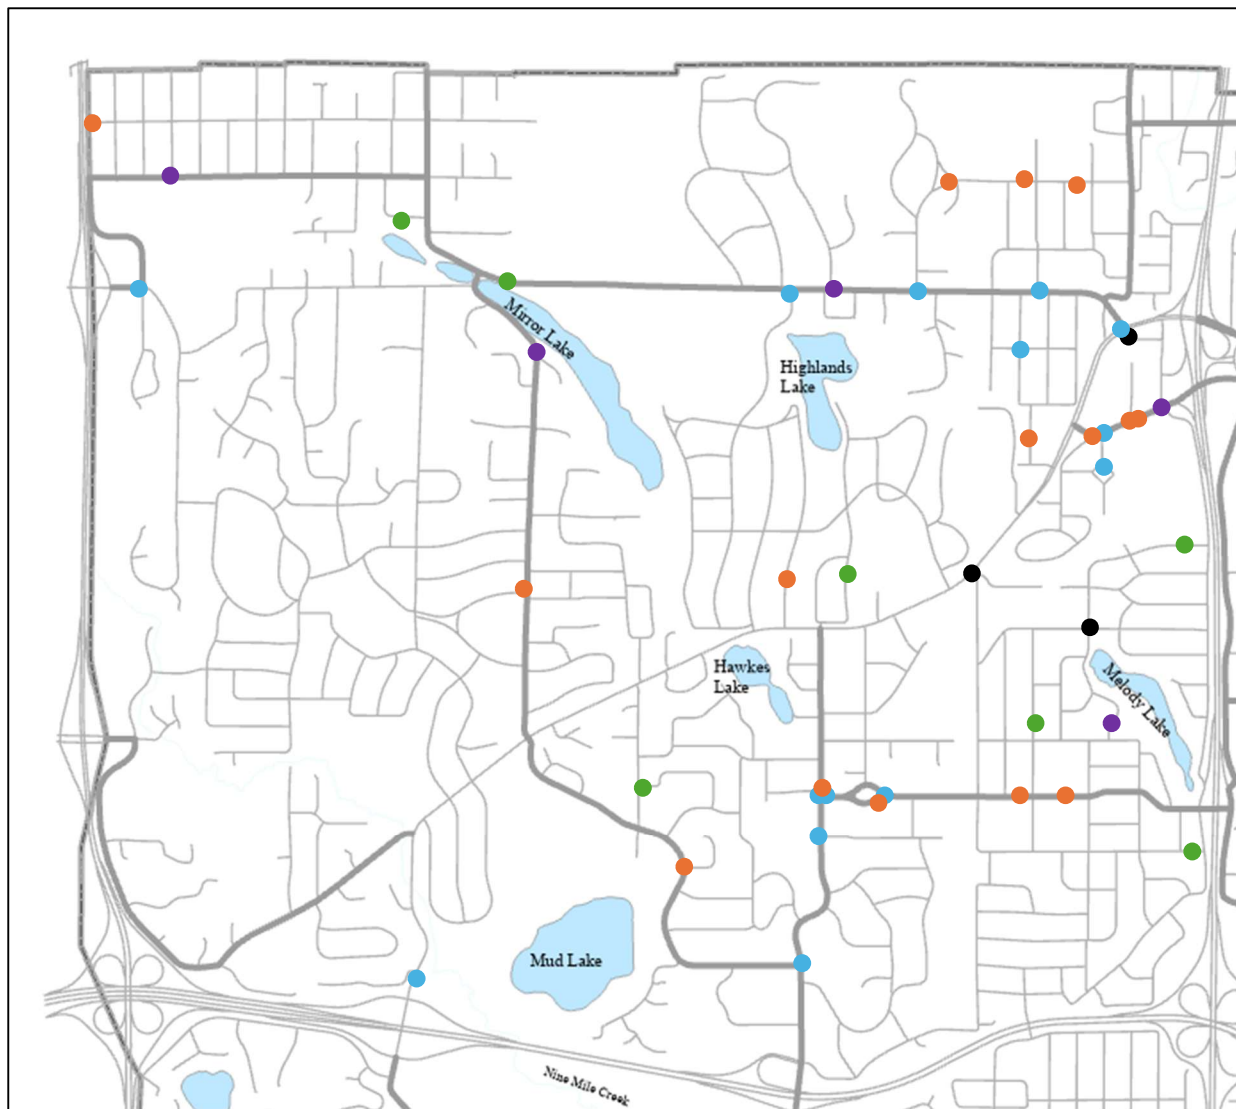 Mirror Lake
Highlands
Lake
Hawkes
Lake
Melody Lake
Mud Lake
Nine Mile Creek